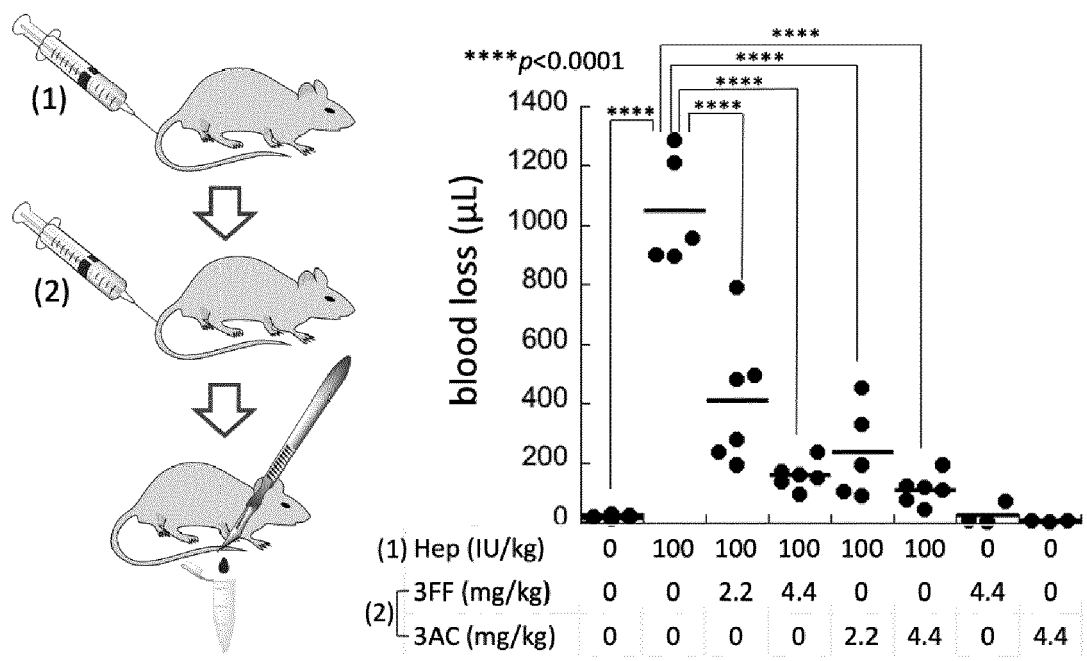 (1)
(2)
****p<0.0001
****
****
****
**** ****
1400
1200
1000
800
600
400
200
0
blood loss (µL)
(1) Hep (IU/kg) 0 100 100 100 100 100 0 0
(2) 3FF (mg/kg) 0 0 2.2 4.4 0 0 4.4 0
3AC (mg/kg) 0 0 0 0 2.2 4.4 0 4.4